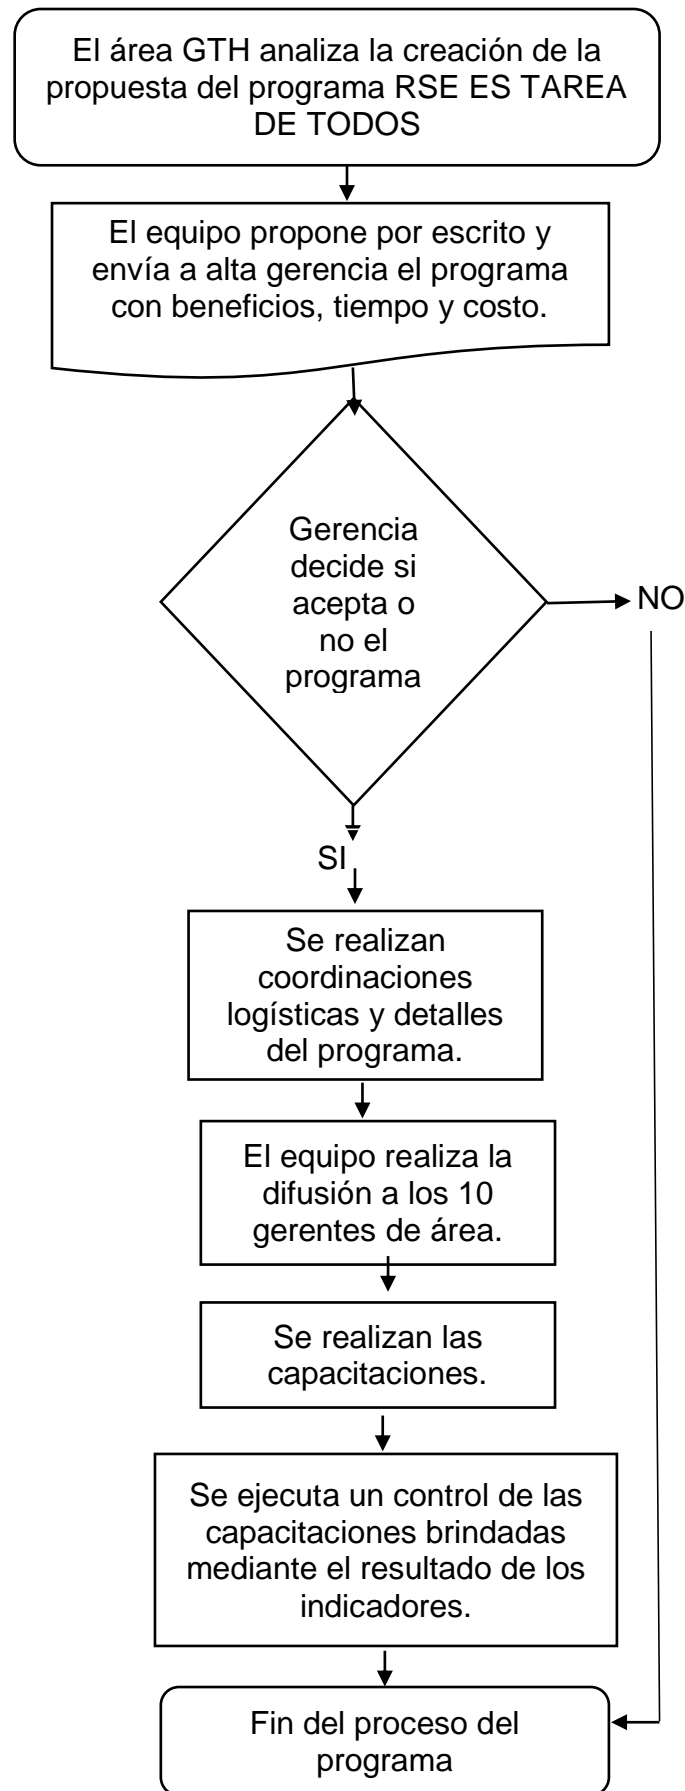 El área GTH analiza la creación de la
propuesta del programa RSE ES TAREA
DE TODOS
El equipo propone por escrito y
envía a alta gerencia el programa
con beneficios, tiempo y costo.
Gerencia
decide si
acepta o
no el
programa
NO
SI
Se realizan
coordinaciones
logísticas y detalles
del programa.
El equipo realiza la
difusión a los 10
gerentes de área.
Se realizan las
capacitaciones.
Se ejecuta un control de las
capacitaciones brindadas
mediante el resultado de los
indicadores.
Fin del proceso del
programa